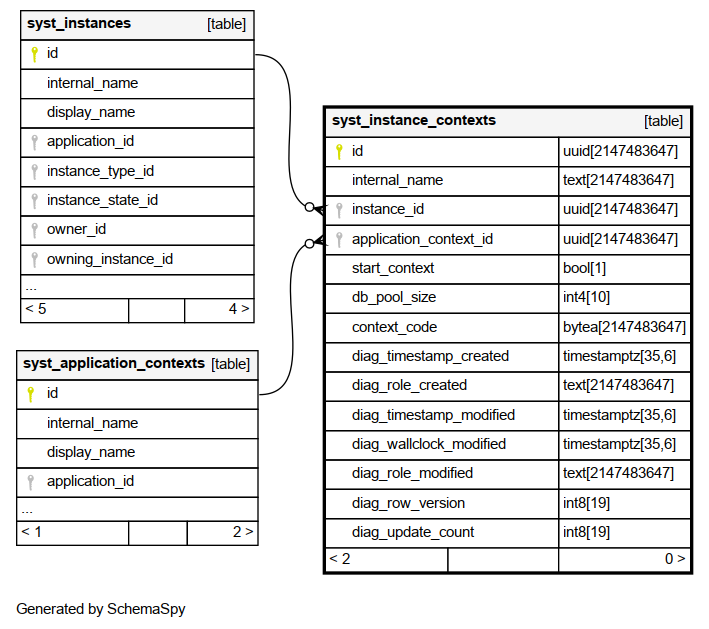 syst_instances [table]
id
internal_name
display_name
application_id
instance_type_id
instance_state_id
owner_id
owning_instance_id
...
< 5 4 >
syst_application_contexts [table]
id
internal_name
display_name
application_id
...
< 1 2 >
syst_instance_contexts [table]
id uuid[2147483647]
internal_name text[2147483647]
instance_id uuid[2147483647]
application_context_id uuid[2147483647]
start_context bool[1]
db_pool_size int4[10]
context_code bytea[2147483647]
diag_timestamp_created timestamptz[35,6]
diag_role_created text[2147483647]
diag_timestamp_modified timestamptz[35,6]
diag_wallclock_modified timestamptz[35,6]
diag_role_modified text[2147483647]
diag_row_version int8[19]
diag_update_count int8[19]
< 2 0 >
Generated by SchemaSpy